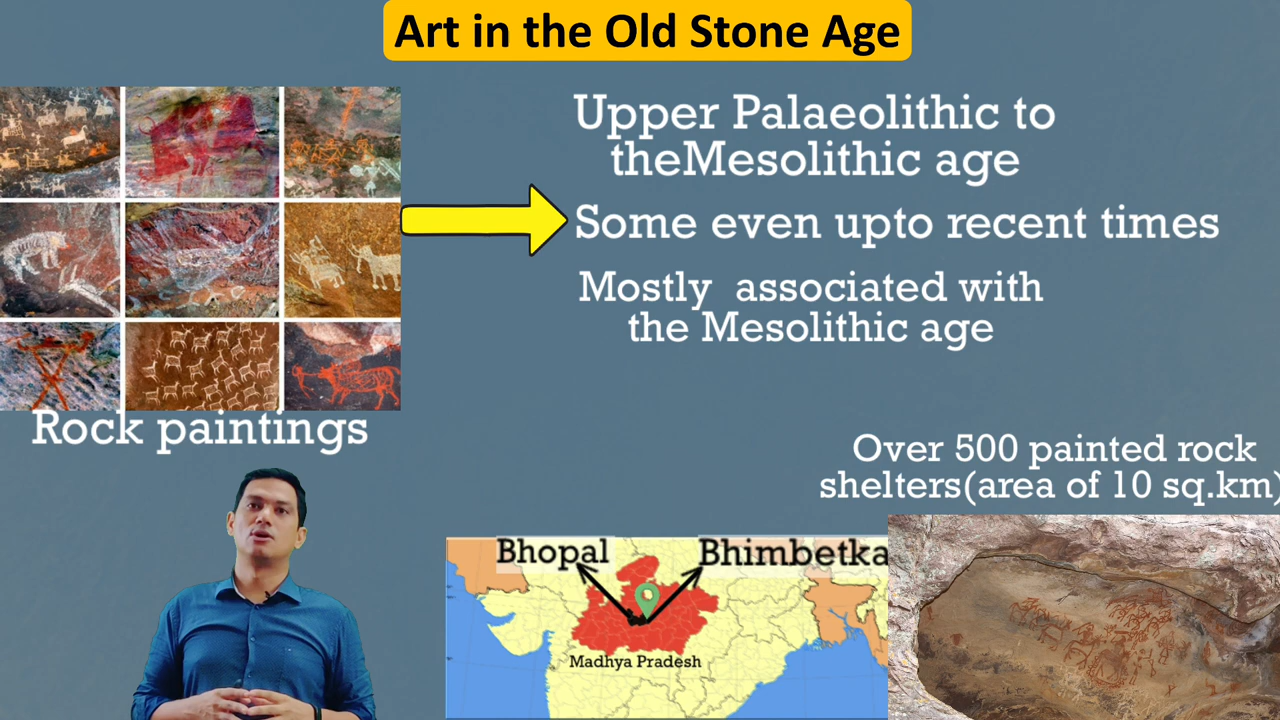 Art in the Old Stone Age
Upper Palaeolithic to
theMesolithic age
Some even upto recent times
Mostly associated with
the Mesolithic age
Rock paintings
Over 500 painted rock
shelters(area of 10 sq.km)
Bhopal
Bhimbetka
Madhya Pradesh